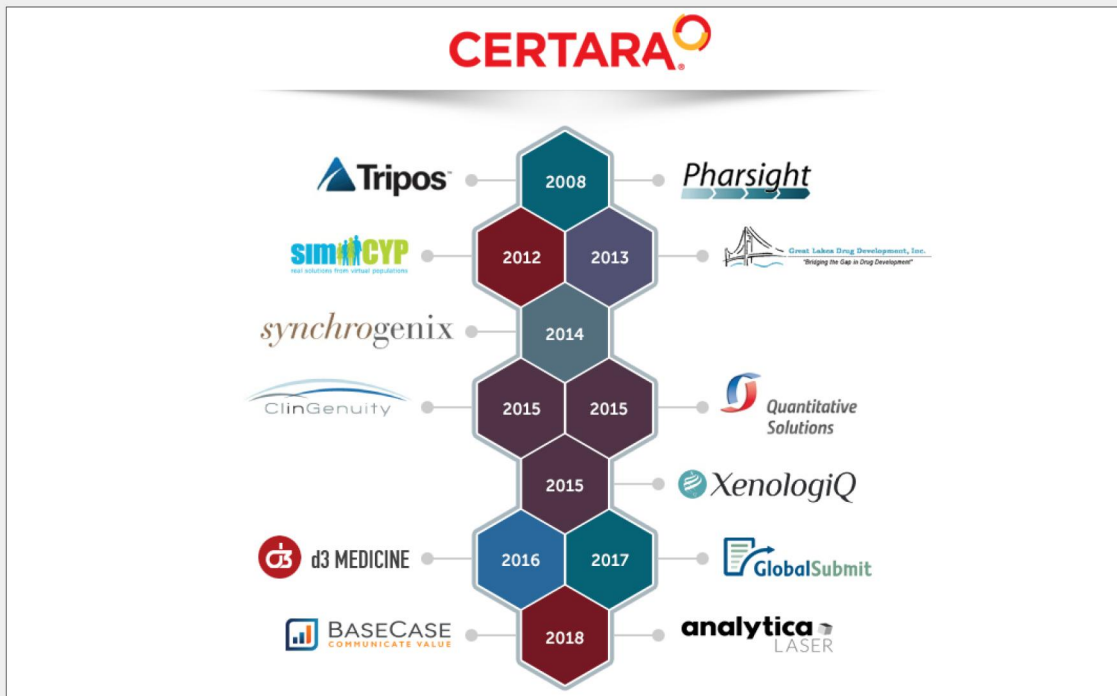 CERTARA®
Tripos™
2008
Pharsight
simCYP
real solutions from virtual populations
2012
2013
Great Lakes Drug Development, Inc.
"Bridging the Gap in Drug Development"
synchrogenix
2014
ClinGenuity
2015
2015
Quantitative
Solutions
2015
XenologiQ
d3
d3 MEDICINE
2016
2017
GlobalSubmit
BASECASE
COMMUNICATE VALUE
2018
analytica
LASER